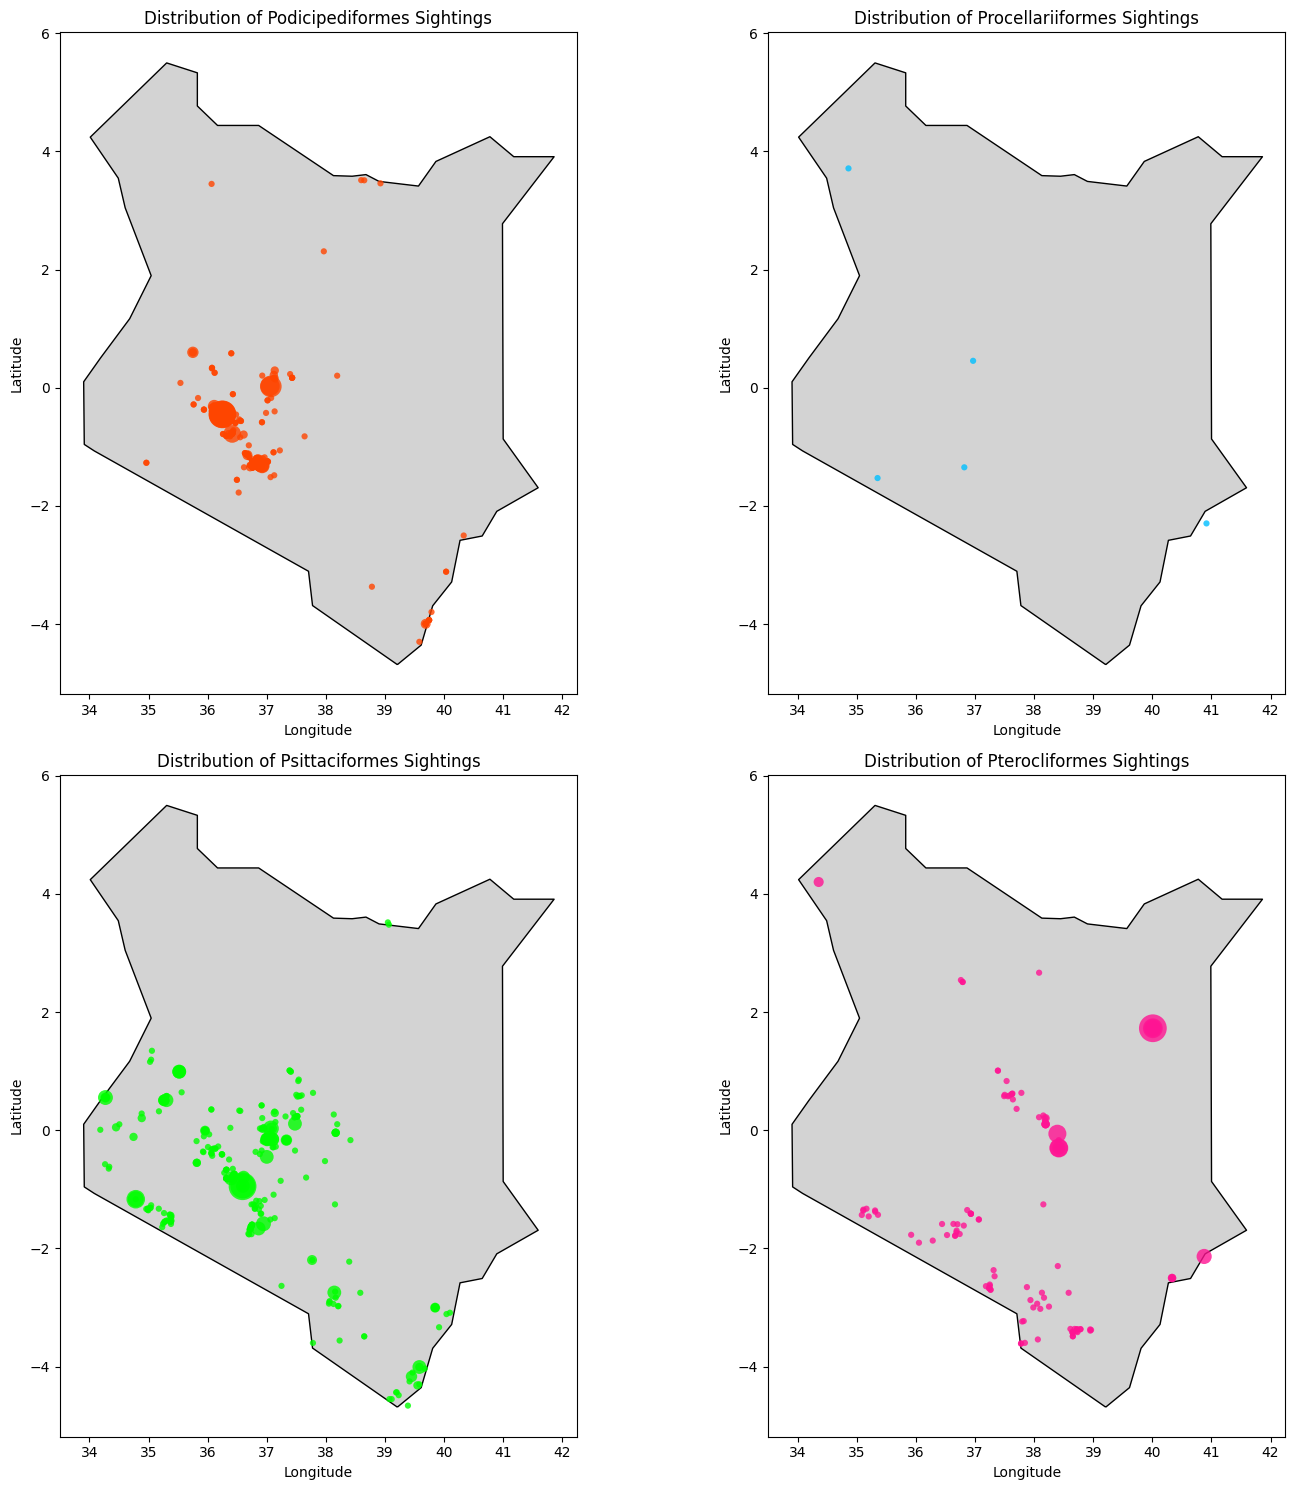 Distribution of Podicipediformes Sightings
6
4
2
0
−2
−4
Latitude
34 35 36 37 38 39 40 41 42
Longitude
Distribution of Procellariiformes Sightings
6
4
2
0
−2
−4
Latitude
34 35 36 37 38 39 40 41 42
Longitude
Distribution of Psittaciformes Sightings
6
4
2
0
−2
−4
Latitude
34 35 36 37 38 39 40 41 42
Longitude
Distribution of Pterocliformes Sightings
6
4
2
0
−2
−4
Latitude
34 35 36 37 38 39 40 41 42
Longitude